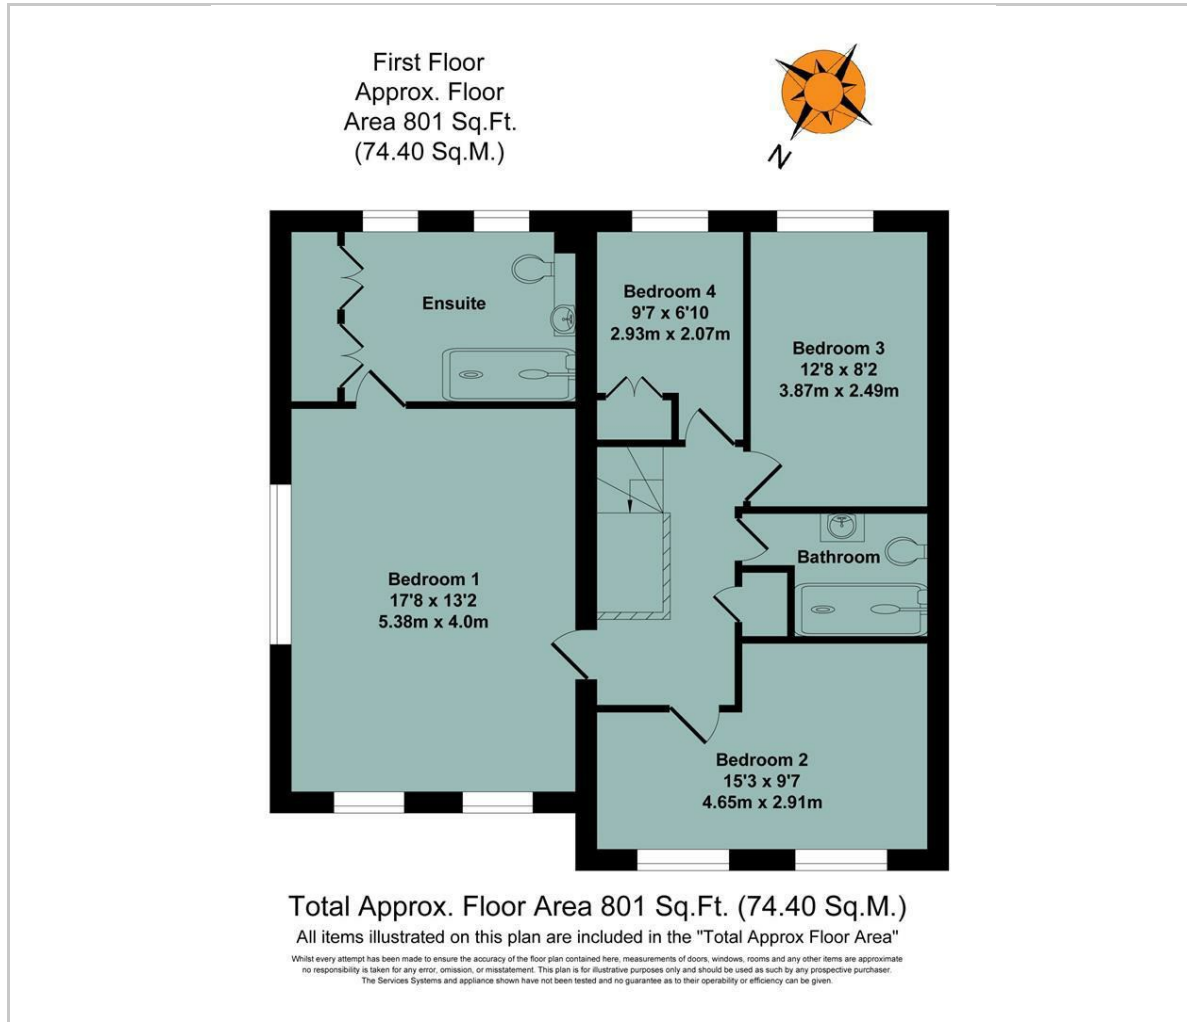 First Floor
Approx. Floor
Area 801 Sq.Ft.
(74.40 Sq.M.)
N
Ensuite
Bedroom 4
9'7 x 6'10
2.93m x 2.07m
Bedroom 3
12'8 x 8'2
3.87m x 2.49m
Bedroom 1
17'8 x 13'2
5.38m x 4.0m
Bathroom
Bedroom 2
15'3 x 9'7
4.65m x 2.91m
Total Approx. Floor Area 801 Sq.Ft. (74.40 Sq.M.)
All items illustrated on this plan are included in the "Total Approx Floor Area"
Whilst every attempt has been made to ensure the accuracy of the floor plan contained here, measurements of doors, windows, rooms and any other items are approximate
no responsibility is taken for any error, omission, or misstatement. This plan is for illustrative purposes only and should be used as such by any prospective purchaser.
The Services Systems and appliance shown have not been tested and no guarantee as to their operability or efficiency can be given.